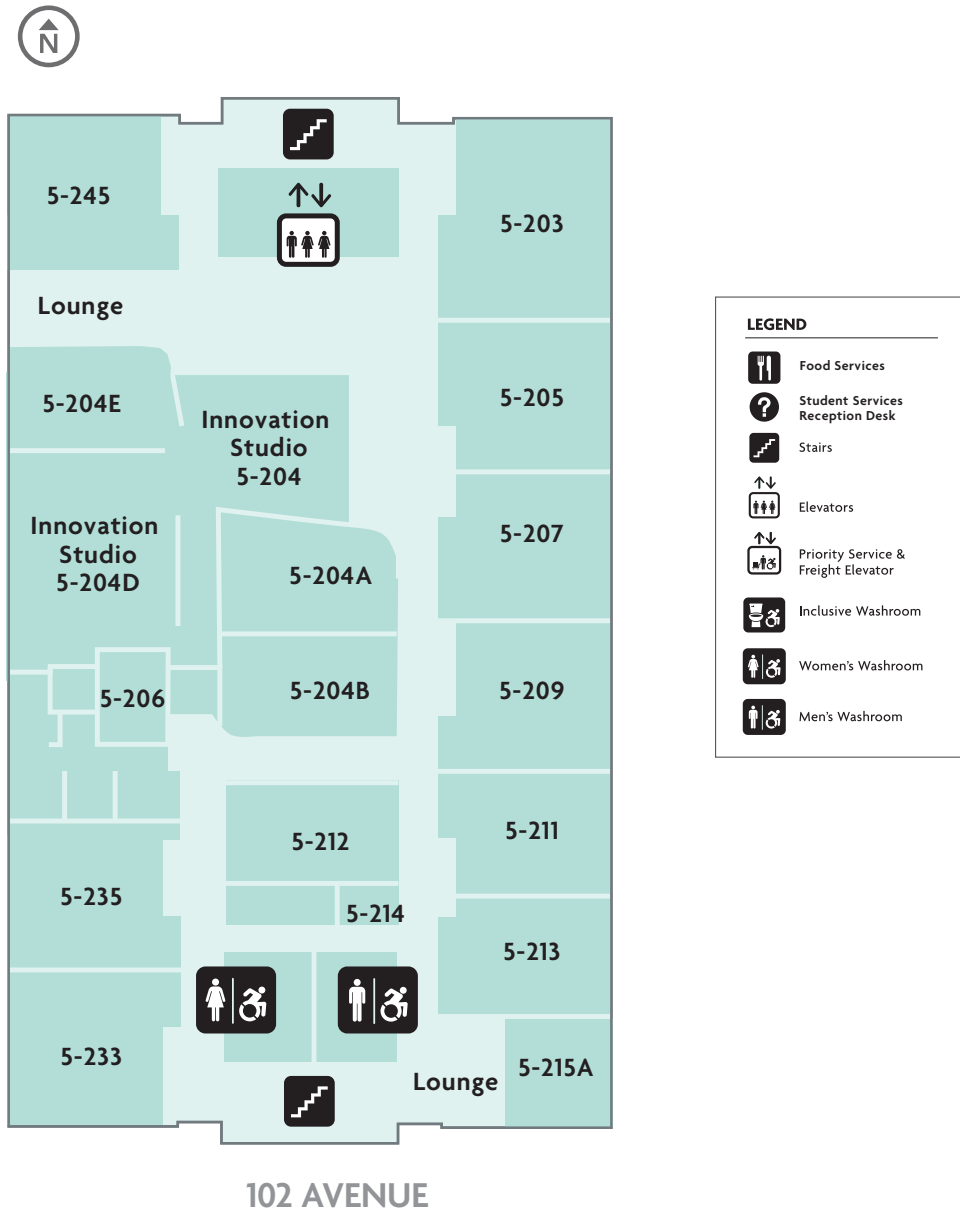 N
5-245
5-203
Lounge
5-204E
Innovation
Studio
5-204
5-205
Innovation
Studio
5-204D
5-204A
5-207
5-206
5-204B
5-209
5-212
5-211
5-235
5-214
5-213
5-233
Lounge
5-215A
102 AVENUE
LEGEND
Food Services
?
Student Services
Reception Desk
Stairs
Elevators
Priority Service &
Freight Elevator
Inclusive Washroom
Women's Washroom
Men's Washroom